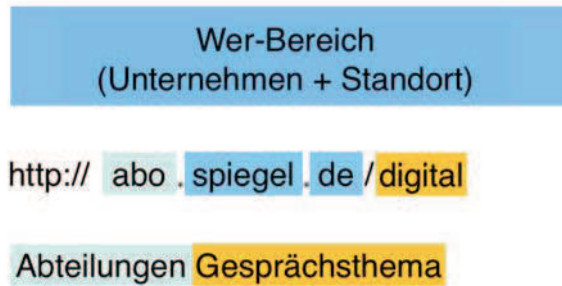 Wer-Bereich
(Unternehmen + Standort)
http:// abo.spiegel.de/digital
Abteilungen Gesprächsthema